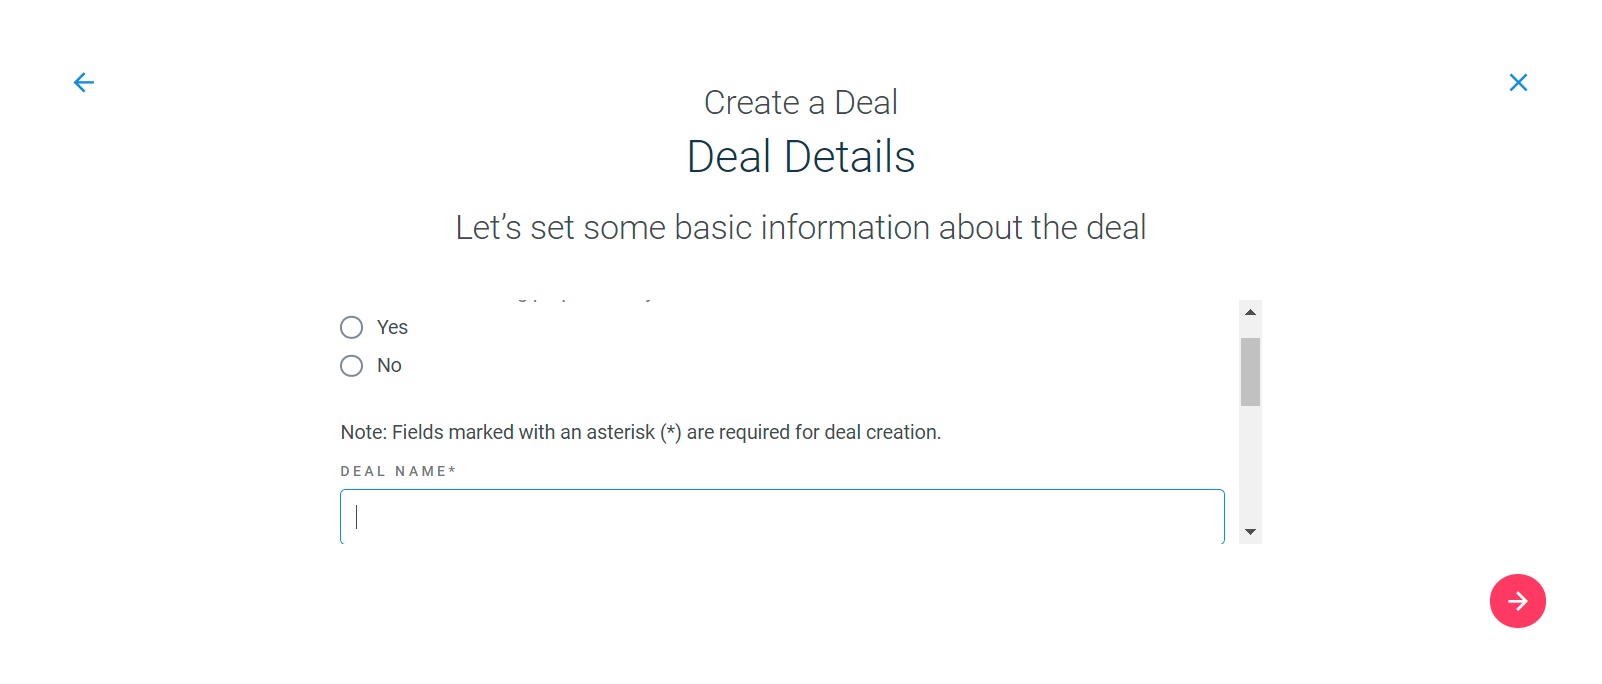 Create a Deal
Deal Details
Let’s set some basic information about the deal
Yes
No
Note: Fields marked with an asterisk (*) are required for deal creation.
DEAL NAME*